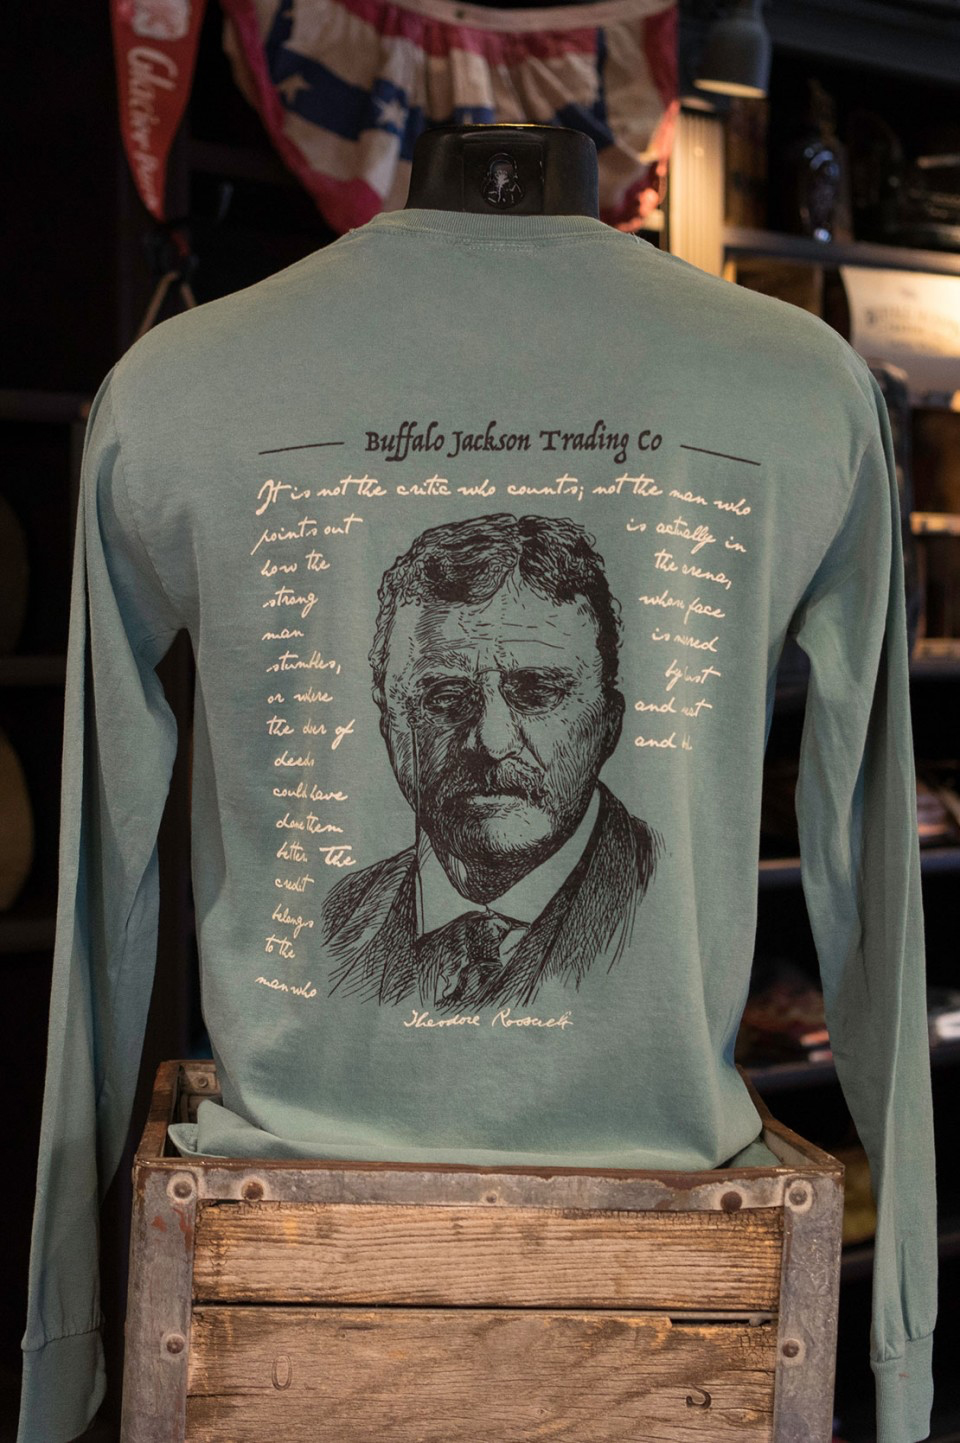 Glacier Park
Buffalo Jackson Trading Co
It is not the critic who counts; not the man who
points out
how the
strong
man
stumbles,
or where
the doer of
deeds
could have
done them
better. The
credit
belongs
to the
man who
is actually in
the arena,
whose face
is marred
by dust
and
and
Theodore Roosevelt